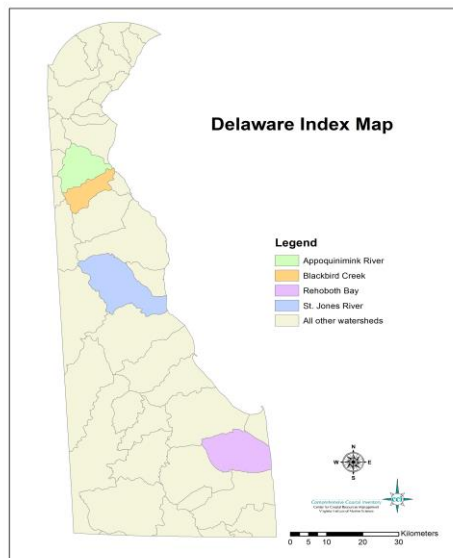 Delaware Index Map
Legend
Appoquinimink River
Blackbird Creek
Rehoboth Bay
St. Jones River
All other watersheds
N
W E
S
Comprehensive Coastal Inventory
Center for Coastal Resources Management
Virginia Institute of Marine Science
CCI
Kilometers
0 5 10 20 30